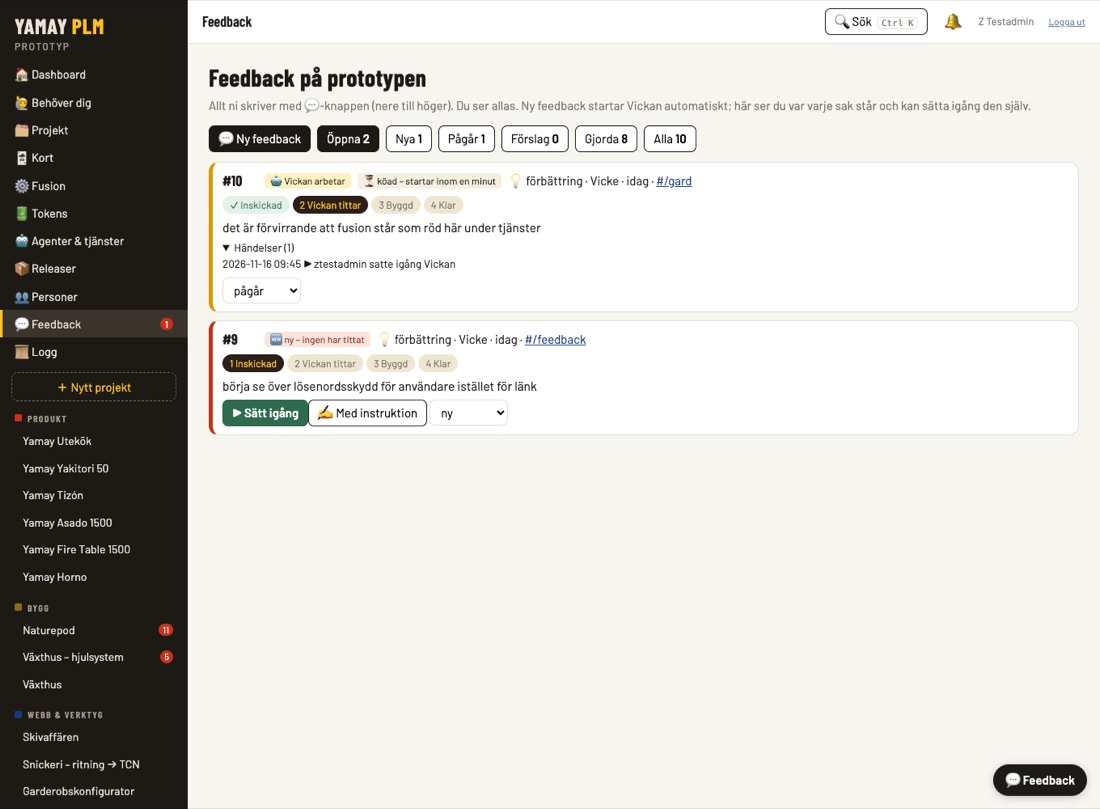 YAMAY PLM
PROTOTYP
Dashboard
Behöver dig
Projekt
Kort
Fusion
Tokens
Agenter & tjänster
Releaser
Personer
Feedback 1
Logg
+ Nytt projekt
PRODUKT
Yamay Utekök
Yamay Yakitori 50
Yamay Tizón
Yamay Asado 1500
Yamay Fire Table 1500
Yamay Horno
BYGG
Naturepod 11
Växthus – hjulsystem 5
Växthus
WEBB & VERKTYG
Skivaffären
Snickeri – ritning → TCN
Garderobskonfigurator
Feedback
Sök Ctrl K
Z Testadmin
Logga ut
Feedback på prototypen
Allt ni skriver med 💬-knappen (nere till höger). Du ser allas. Ny feedback startar Vickan automatiskt; här ser du var varje sak står och kan sätta igång den själv.
💬 Ny feedback Öppna 2 Nya 1 Pågår 1 Förslag 0 Gjorda 8 Alla 10
#10 Vickan arbetar ⏳ köad – startar inom en minut 💡 förbättring · Vicke · idag · #/gard
✓ Inskickad 2 Vickan tittar 3 Byggd 4 Klar
det är förvirrande att fusion står som röd här under tjänster
▼ Händelser (1)
2026-11-16 09:45 ▶ ztestadmin satte igång Vickan
pågår
#9 🆕 ny – ingen har tittat 💡 förbättring · Vicke · idag · #/feedback
1 Inskickad 2 Vickan tittar 3 Byggd 4 Klar
börja se över lösenordsskydd för användare istället för länk
▶ Sätt igång ✍ Med instruktion ny
💬 Feedback